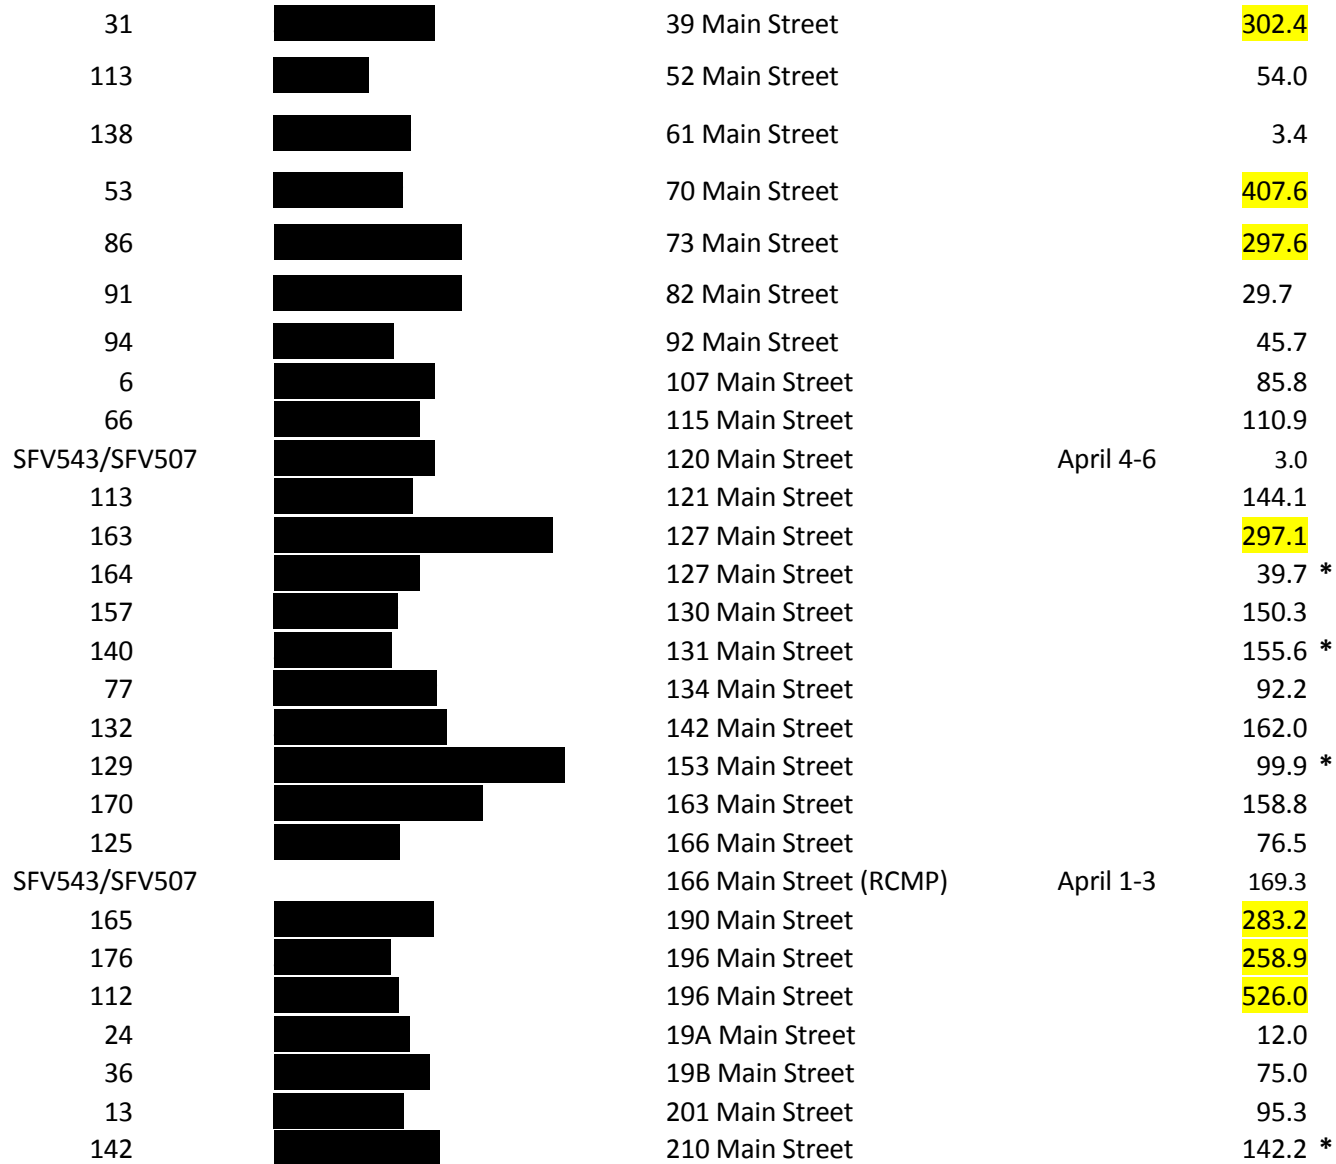 31 39 Main Street 302.4
113 52 Main Street 54.0
138 61 Main Street 3.4
53 70 Main Street 407.6
86 73 Main Street 297.6
91 82 Main Street 29.7
94 92 Main Street 45.7
6 107 Main Street 85.8
66 115 Main Street 110.9
SFV543/SFV507 120 Main Street April 4-6 3.0
113 121 Main Street 144.1
163 127 Main Street 297.1
164 127 Main Street 39.7 *
157 130 Main Street 150.3
140 131 Main Street 155.6 *
77 134 Main Street 92.2
132 142 Main Street 162.0
129 153 Main Street 99.9 *
170 163 Main Street 158.8
125 166 Main Street 76.5
SFV543/SFV507 166 Main Street (RCMP) April 1-3 169.3
165 190 Main Street 283.2
176 196 Main Street 258.9
112 196 Main Street 526.0
24 19A Main Street 12.0
36 19B Main Street 75.0
13 201 Main Street 95.3
142 210 Main Street 142.2 *